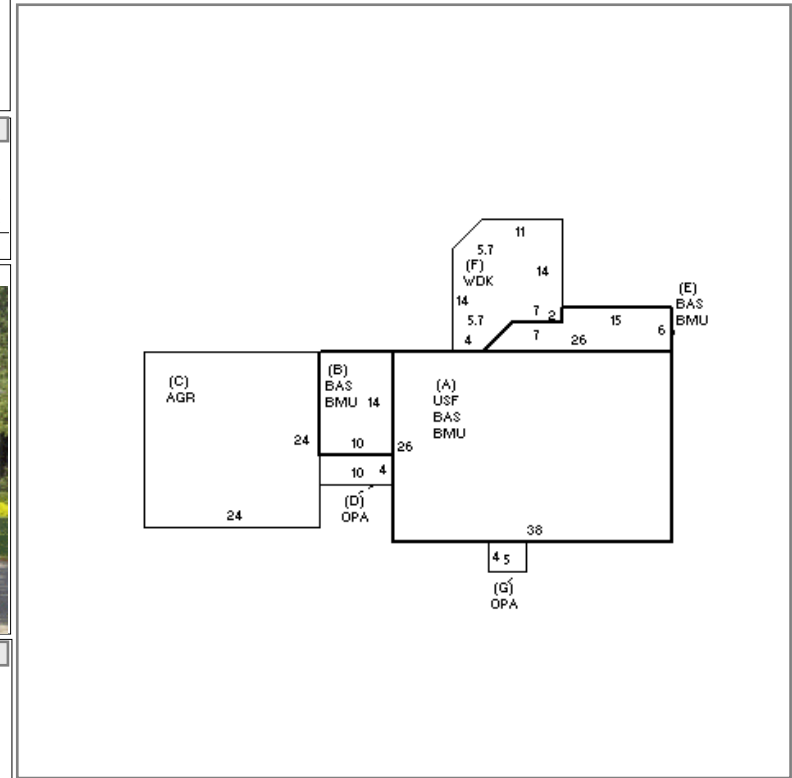 11
5.7
(F)
WDK
14
14
(E)
BAS
BMU
7 2
15
5.7
7
6
4
26
(C)
AGR
(B)
BAS
BMU 14
(A)
USF
BAS
BMU
24
10
26
10 4
(D)
OPA
24
38
4 5
(G)
OPA